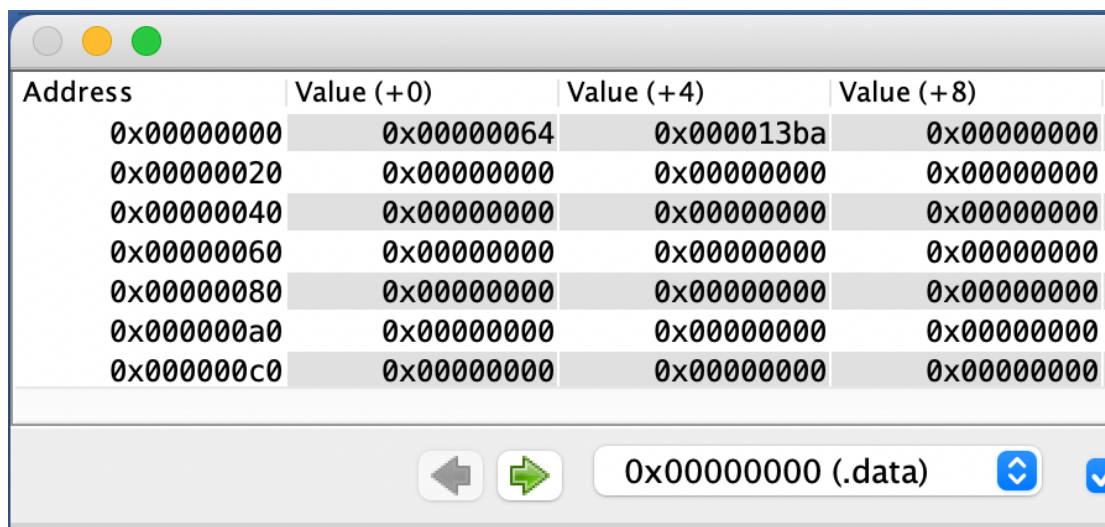 Address Value (+0) Value (+4) Value (+8)
0x00000000 0x00000064 0x000013ba 0x00000000
0x00000020 0x00000000 0x00000000 0x00000000
0x00000040 0x00000000 0x00000000 0x00000000
0x00000060 0x00000000 0x00000000 0x00000000
0x00000080 0x00000000 0x00000000 0x00000000
0x000000a0 0x00000000 0x00000000 0x00000000
0x000000c0 0x00000000 0x00000000 0x00000000
0x00000000 (.data)